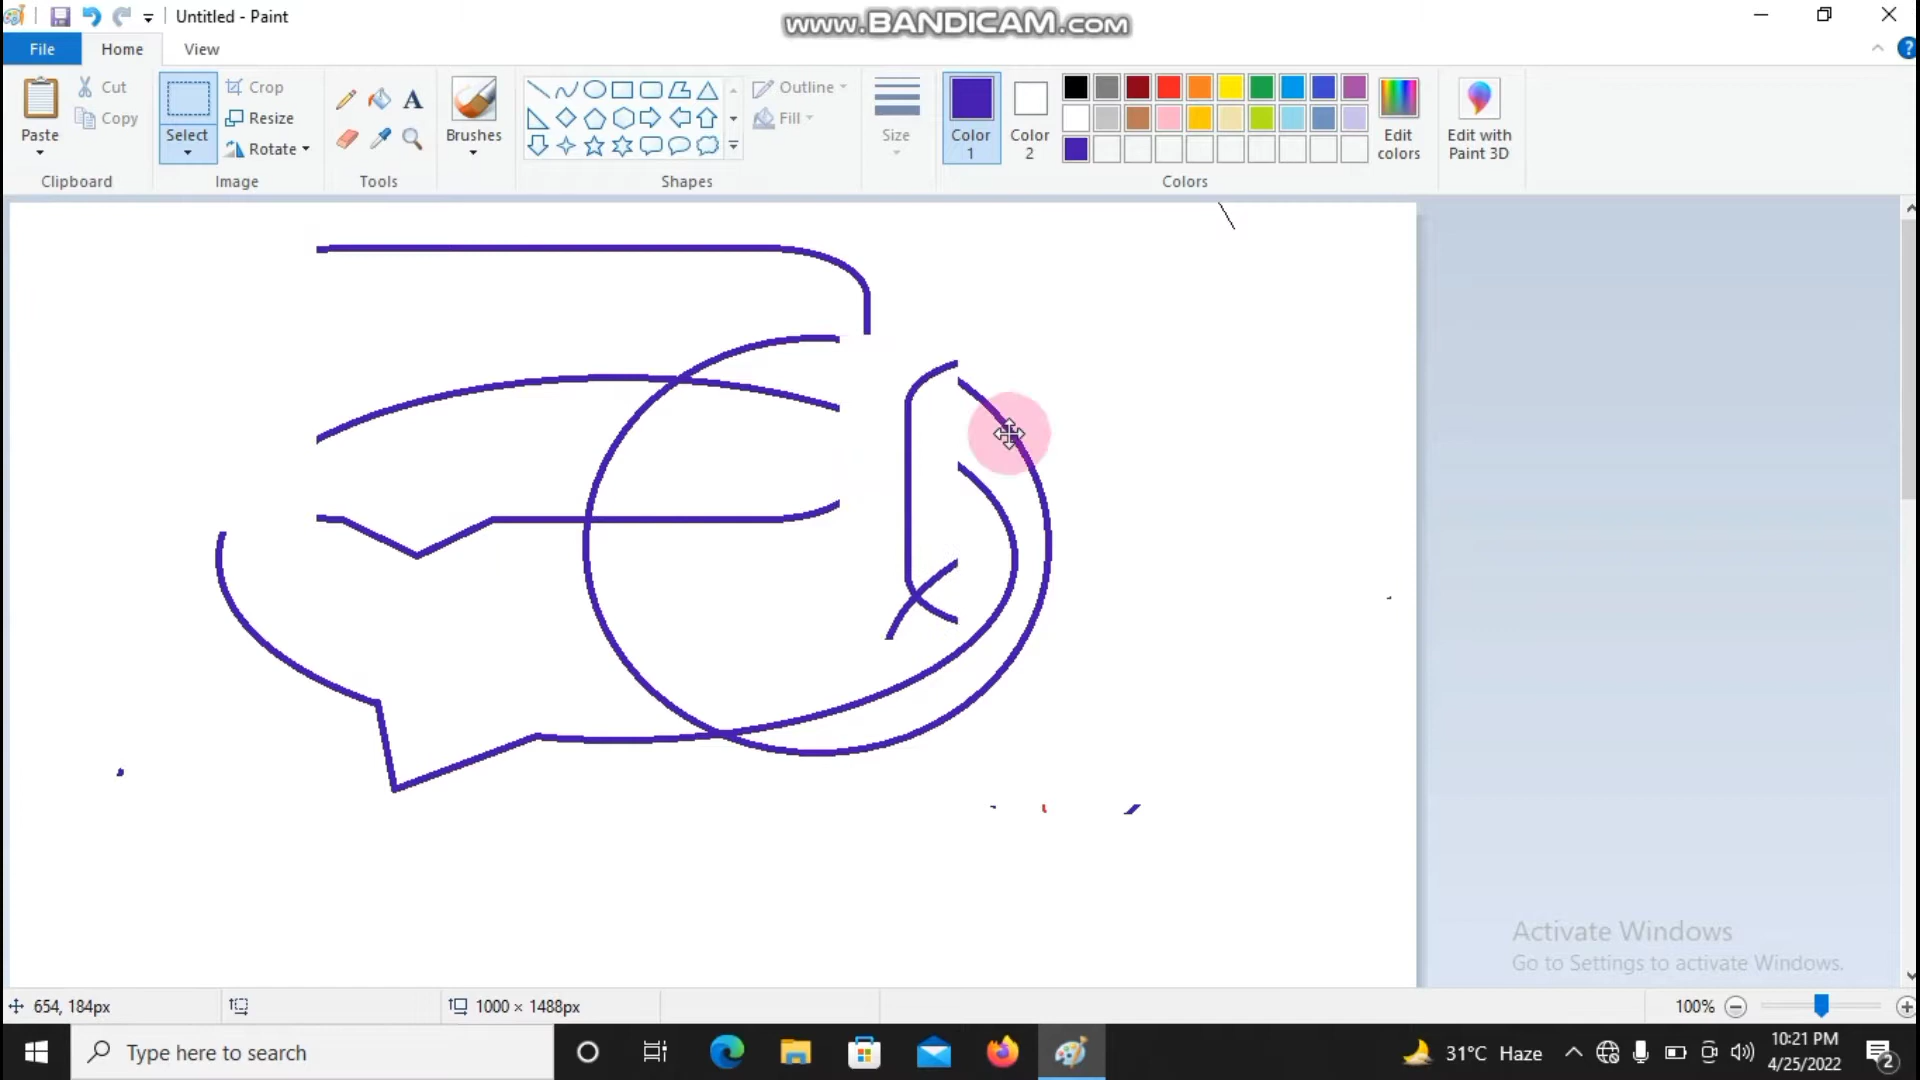 Untitled - Paint
www.BANDICAM.com
File Home View
Paste
Cut
Copy
Clipboard
Select
Crop
Resize
Rotate
Image
A
Tools
Brushes
Shapes
Outline
Fill
Size
Color 1
Color 2
Colors
Edit colors
Edit with Paint 3D
Activate Windows
Go to Settings to activate Windows.
654, 184px
1000 × 1488px
100%
Type here to search
31°C Haze
10:21 PM
4/25/2022
2